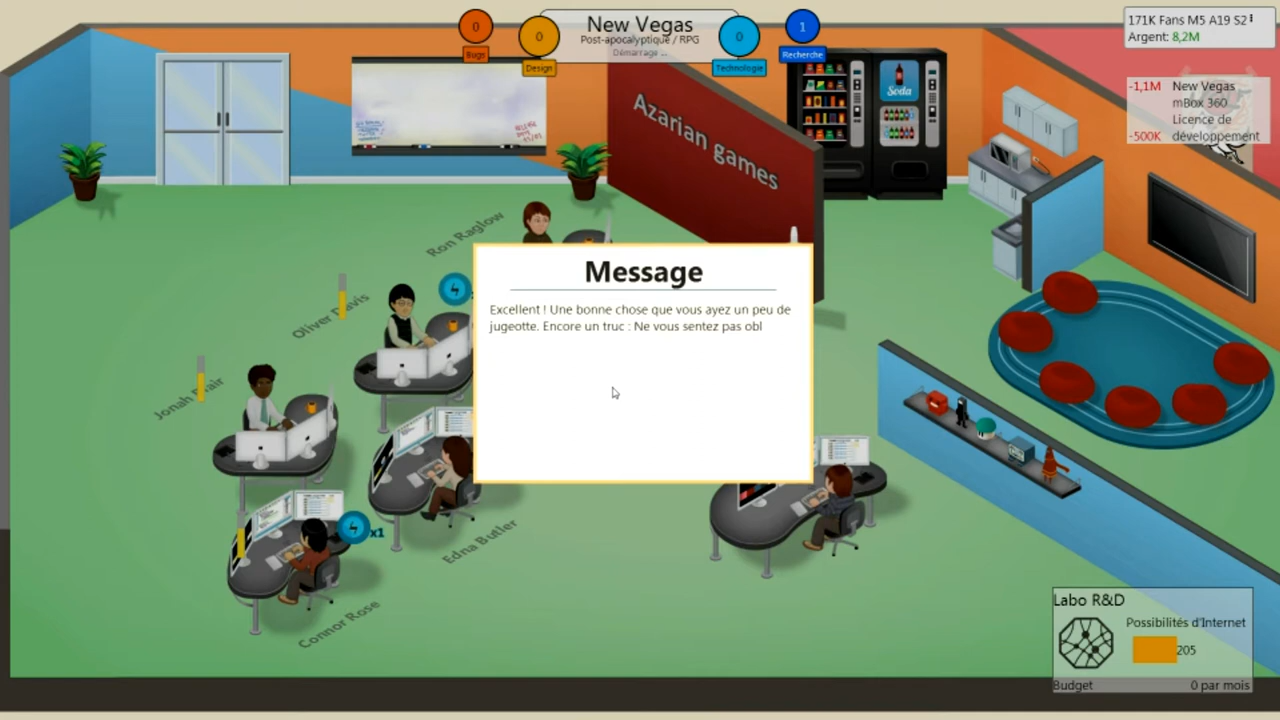 0
Bugs
0
Design
New Vegas
Post-apocalyptique / RPG
Démarrage ...
0
Technologie
1
Recherche
171K Fans M5 A19 S2
Argent: 8,2M
-1,1M New Vegas
mBox 360
Licence de
-500K développement
Soda
Azarian games
Ron Raglow
Oliver Davis
Jonah Blair
Message
Excellent ! Une bonne chose que vous ayez un peu de
jugeotte. Encore un truc : Ne vous sentez pas obl
x1
Edna Butler
Connor Rose
Labo R&D
Possibilités d'Internet
205
Budget 0 par mois